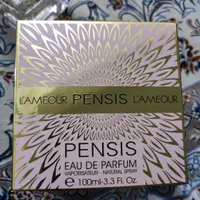 L'AMEOUR PENSIS L'AMEOUR
PENSIS
EAU DE PARFUM
VAPORISATEUR - NATURAL SPRAY
e 100ml-3.3 Fl. Oz.